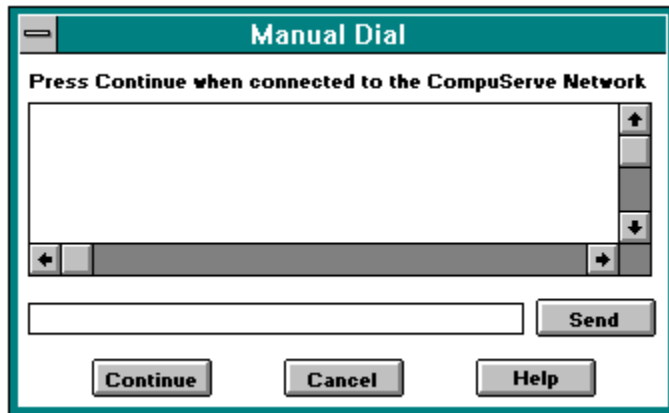 Manual Dial
Press Continue when connected to the CompuServe Network
Send
Continue Cancel Help